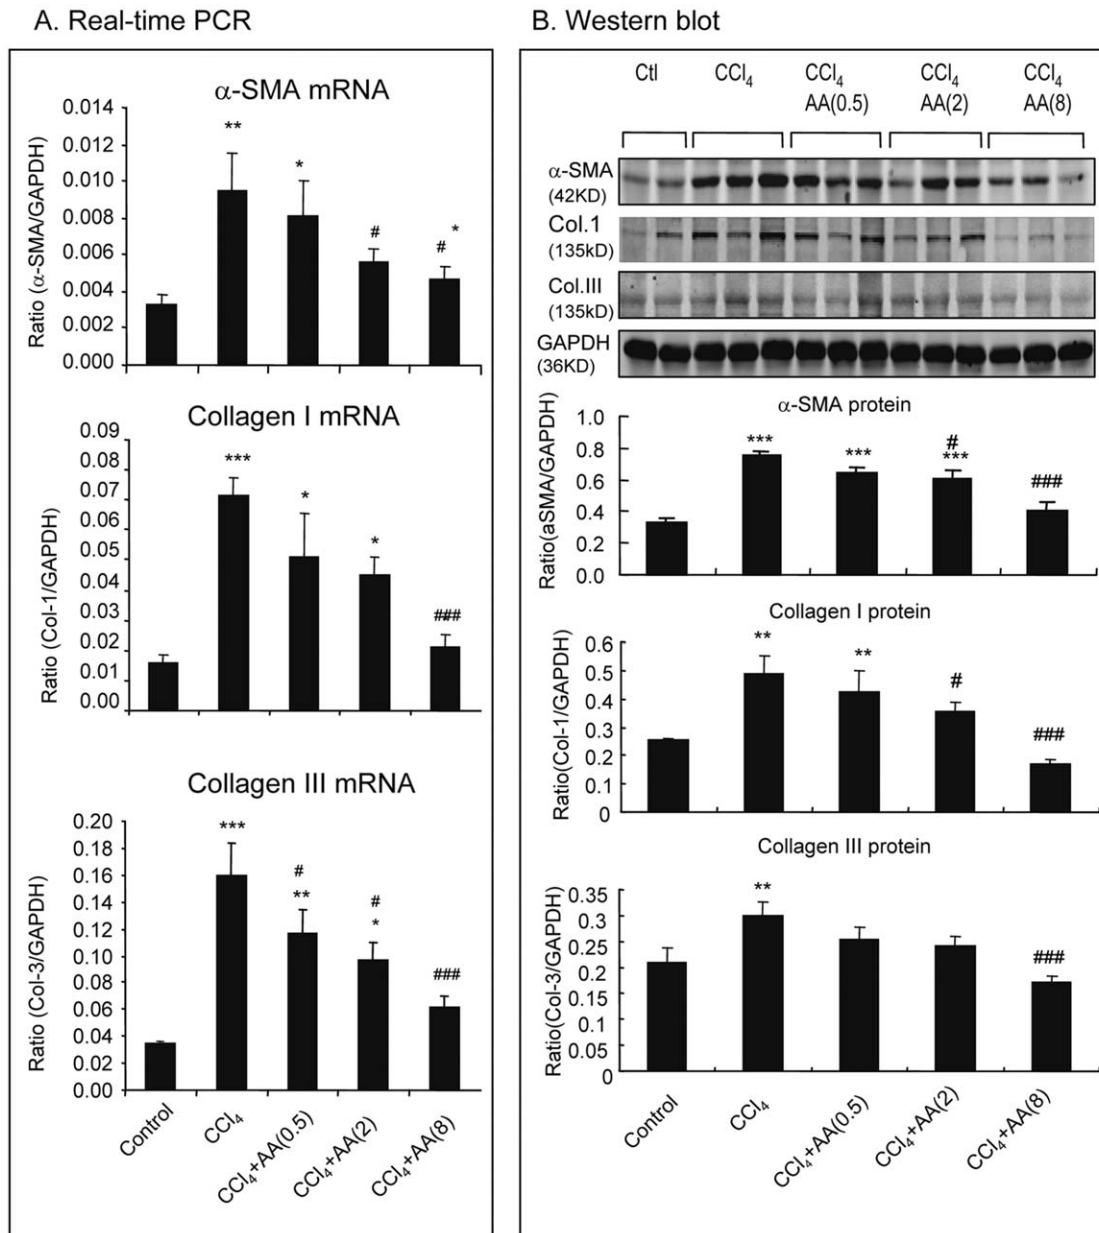 A. Real-time PCR
α-SMA mRNA
Ratio (α-SMA/GAPDH)
0.014
0.012
0.010
0.008
0.006
0.004
0.002
0.000
**
*
#
#
*
Collagen I mRNA
Ratio (Col-1/GAPDH)
0.09
0.08
0.07
0.06
0.05
0.04
0.03
0.02
0.01
0.00
***
*
*
###
Collagen III mRNA
Ratio (Col-3/GAPDH)
0.20
0.18
0.16
0.14
0.12
0.10
0.08
0.06
0.04
0.02
0.00
***
#
**
#
*
###
Control
CCl₄
CCl₄+AA(0.5)
CCl₄+AA(2)
CCl₄+AA(8)
B. Western blot
Ctl
CCl₄
CCl₄
AA(0.5)
CCl₄
AA(2)
CCl₄
AA(8)
α-SMA
(42KD)
Col.1
(135kD)
Col.III
(135kD)
GAPDH
(36KD)
α-SMA protein
Ratio(aSMA/GAPDH)
1.0
0.8
0.6
0.4
0.2
0.0
***
***
#
***
###
Collagen I protein
Ratio(Col-1/GAPDH)
0.6
0.5
0.4
0.3
0.2
0.1
0
**
**
#
###
Collagen III protein
Ratio(Col-3/GAPDH)
0.35
0.3
0.25
0.2
0.15
0.1
0.05
0
**
###
Control
CCl₄
CCl₄+AA(0.5)
CCl₄+AA(2)
CCl₄+AA(8)